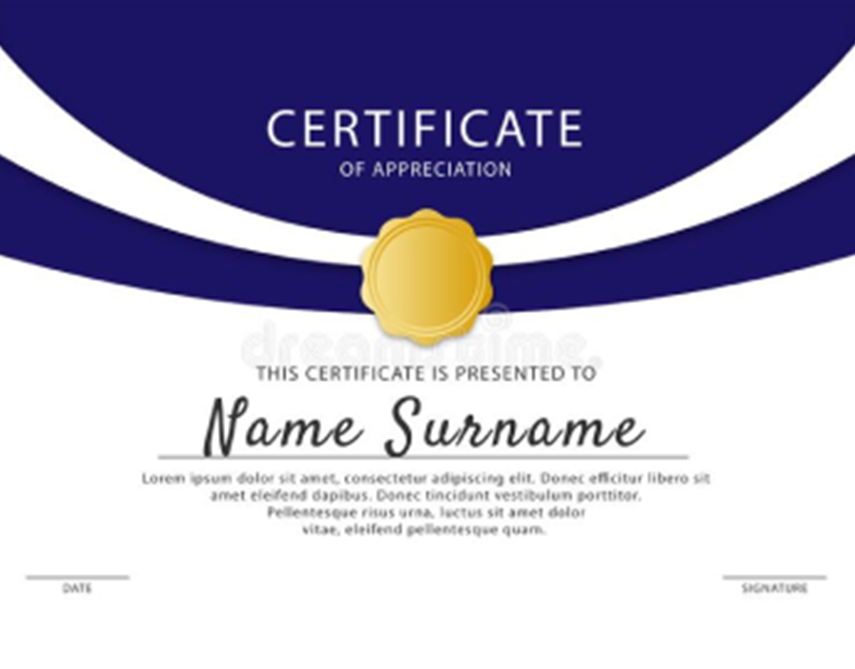 CERTIFICATE
OF APPRECIATION
dreamstime.
THIS CERTIFICATE IS PRESENTED TO
Name Surname
Lorem ipsum dolor sit amet, consectetur adipiscing elit. Donec efficitur libero sit
amet eleifend dapibus. Donec tincidunt vestibulum porttitor.
Pellentesque risus urna, luctus sit amet dolor
vitae, eleifend pellentesque quam.
DATE
SIGNATURE